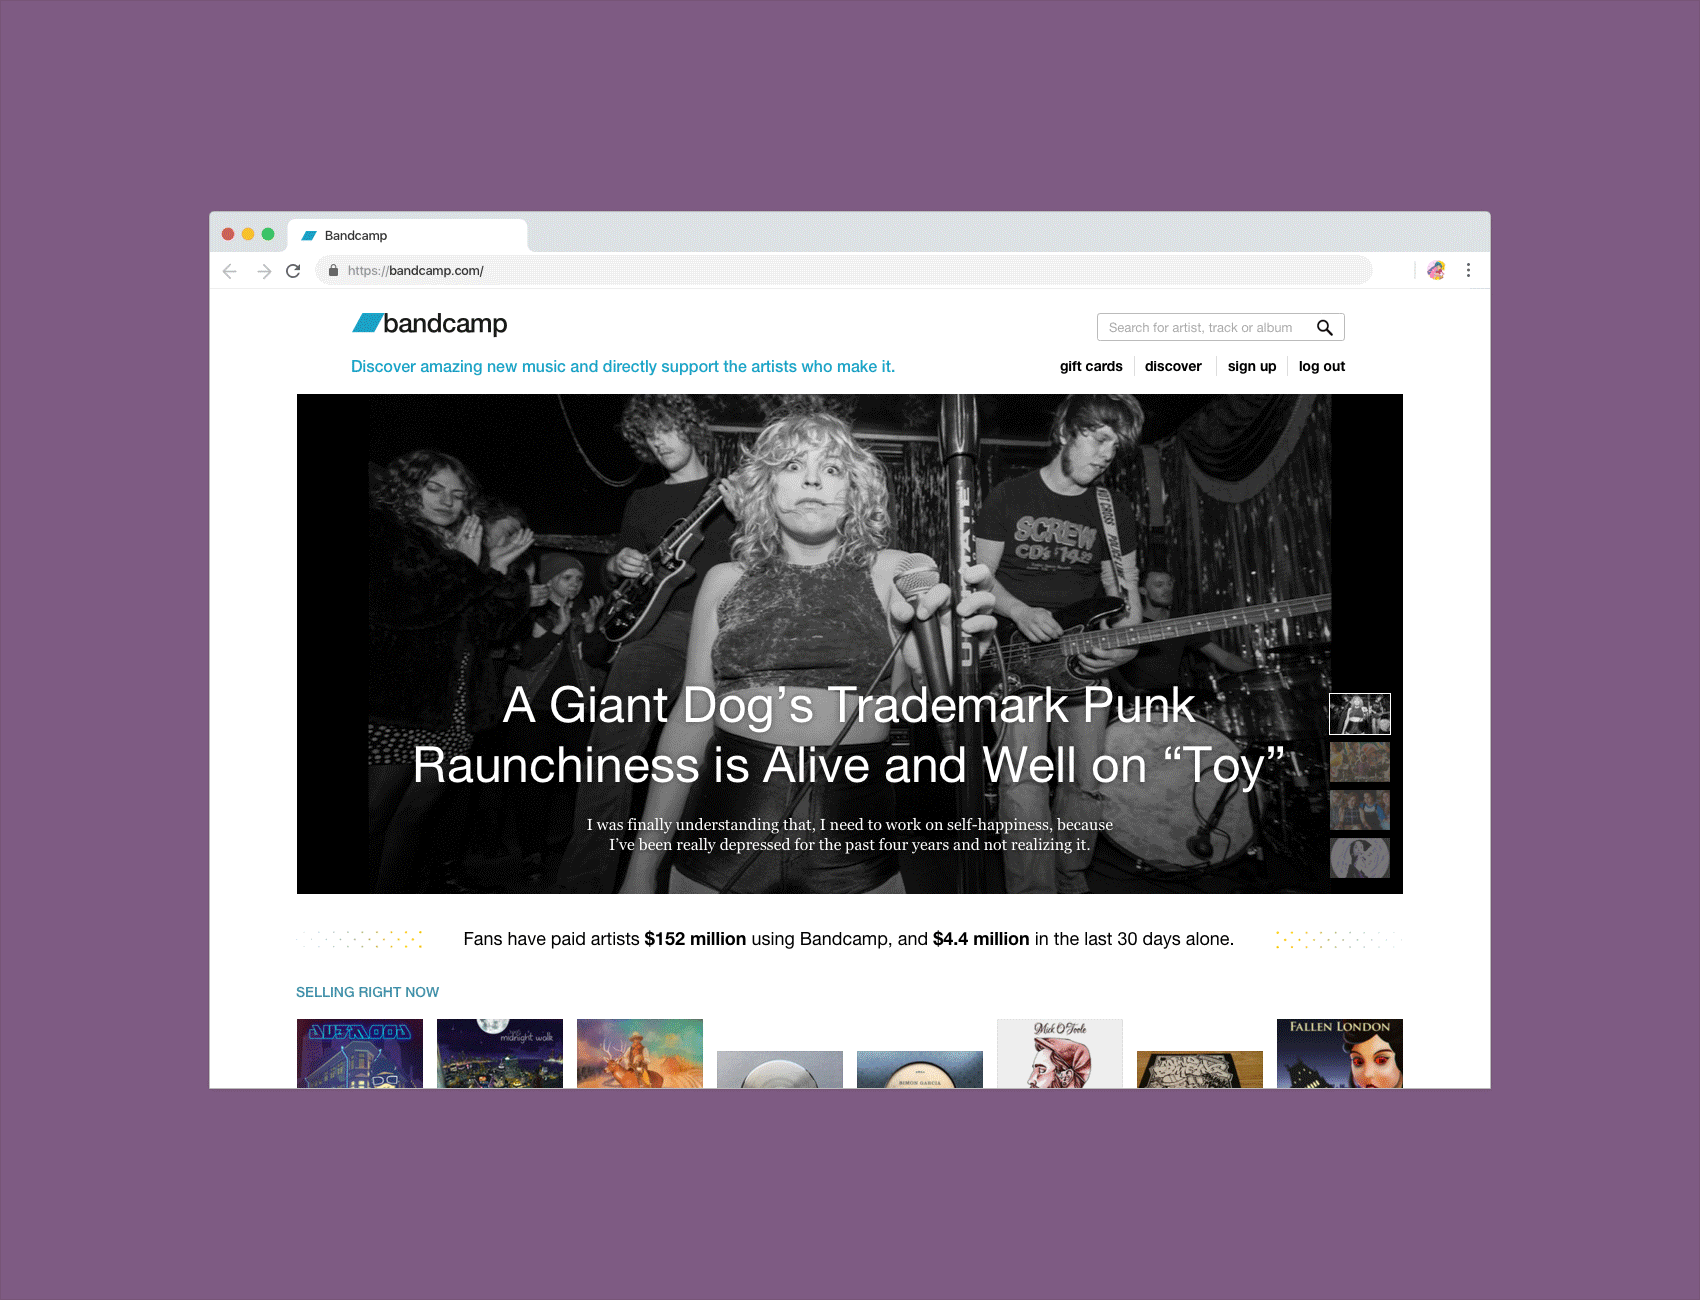 Bandcamp
https://bandcamp.com/
bandcamp
Search for artist, track or album
Discover amazing new music and directly support the artists who make it.
gift cards
discover
sign up
log out
SCREW
CD's $14.00
ULTIMATE
A Giant Dog’s Trademark Punk
Raunchiness is Alive and Well on “Toy”
I was finally understanding that, I need to work on self-happiness, because
I’ve been really depressed for the past four years and not realizing it.
Fans have paid artists $152 million using Bandcamp, and $4.4 million in the last 30 days alone.
SELLING RIGHT NOW
midnight walk
Mick O'Toole
FALLEN LONDON
SIMON GARCIA